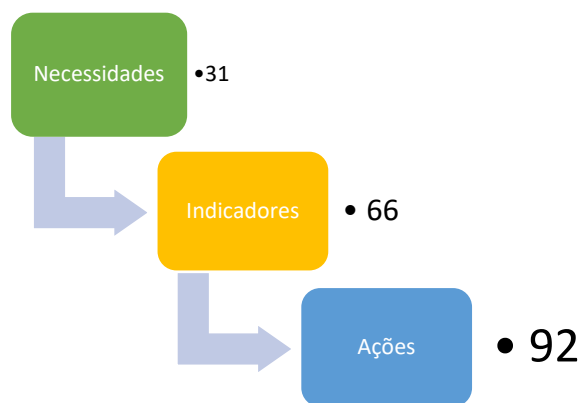 Necessidades
•31
Indicadores
• 66
Ações
• 92